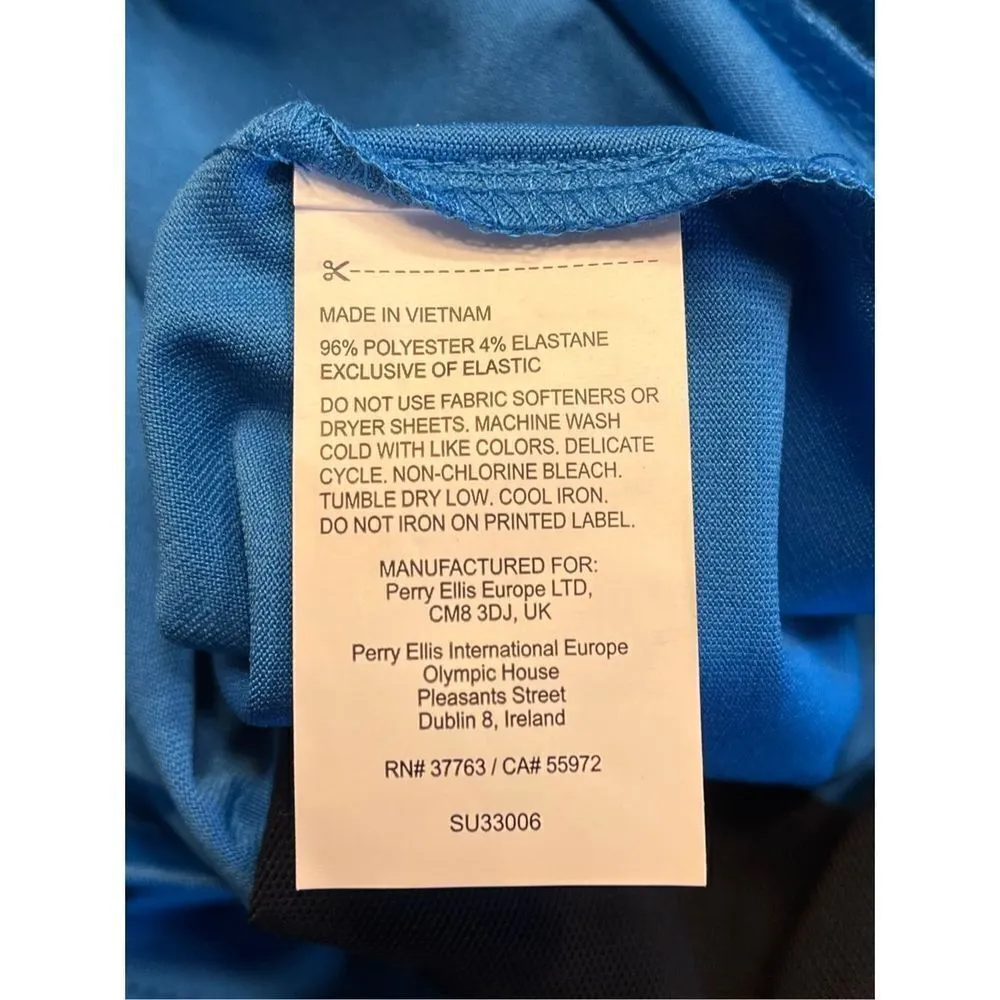 MADE IN VIETNAM
96% POLYESTER 4% ELASTANE
EXCLUSIVE OF ELASTIC
DO NOT USE FABRIC SOFTENERS OR
DRYER SHEETS. MACHINE WASH
COLD WITH LIKE COLORS. DELICATE
CYCLE. NON-CHLORINE BLEACH.
TUMBLE DRY LOW. COOL IRON.
DO NOT IRON ON PRINTED LABEL.
MANUFACTURED FOR:
Perry Ellis Europe LTD,
CM8 3DJ, UK
Perry Ellis International Europe
Olympic House
Pleasants Street
Dublin 8, Ireland
RN# 37763 / CA# 55972
SU33006